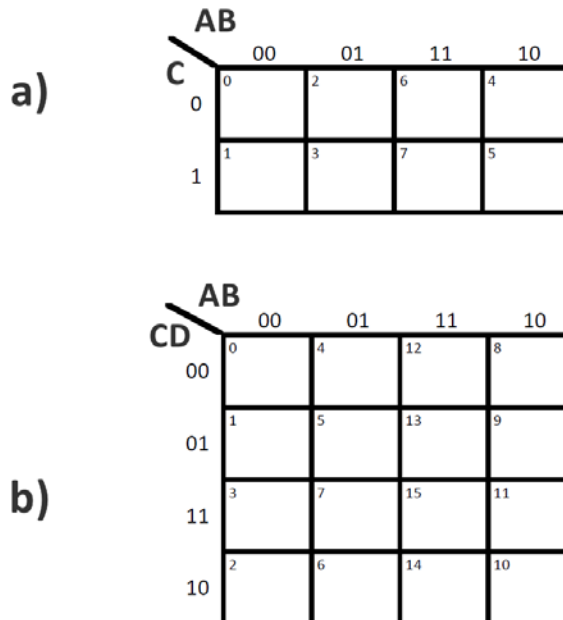 AB
00 01 11 10
C
a)
0 0 2 6 4
1 1 3 7 5
AB
00 01 11 10
CD
00 0 4 12 8
01 1 5 13 9
b)
11 3 7 15 11
10 2 6 14 10